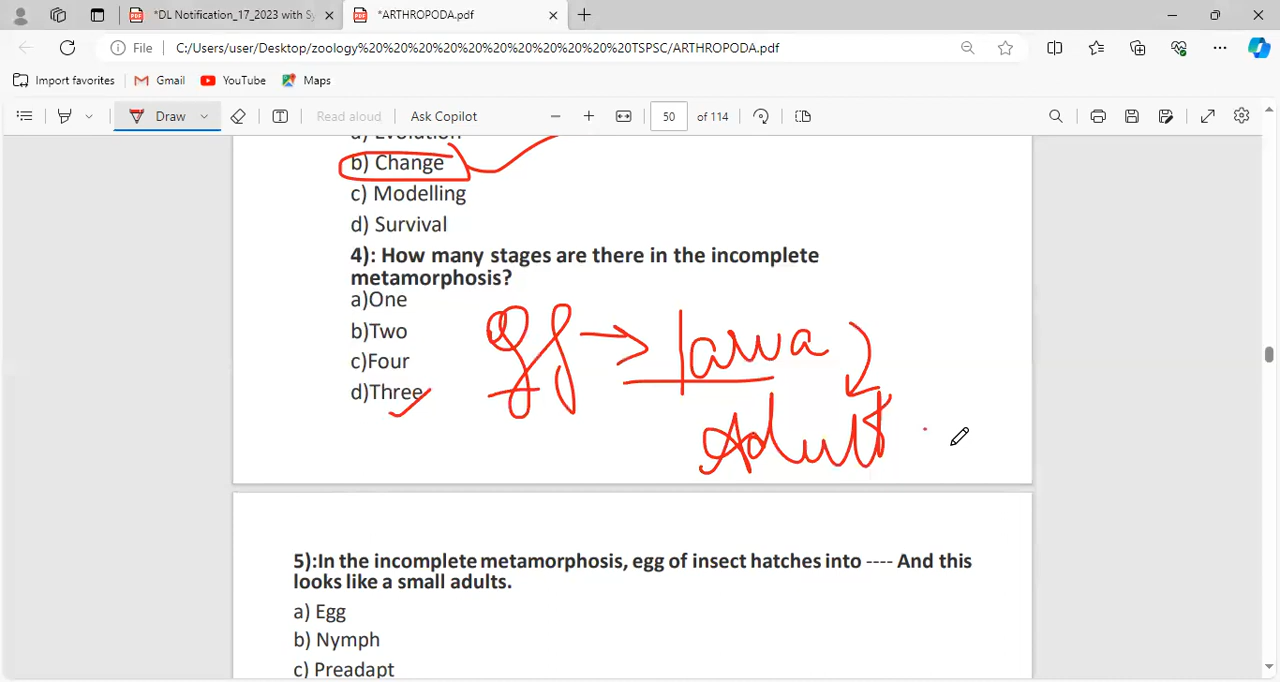 *DL Notification_17_2023 with Sy
*ARTHROPODA.pdf
File
C:/Users/user/Desktop/zoology%20%20%20%20%20%20%20%20%20%20TSPSC/ARTHROPODA.pdf
Import favorites
Gmail
YouTube
Maps
Draw
Read aloud
Ask Copilot
50 of 114
a) Evolution
b) Change
c) Modelling
d) Survival
4): How many stages are there in the incomplete
metamorphosis?
a)One
b)Two
c)Four
d)Three
larva
Adult
5):In the incomplete metamorphosis, egg of insect hatches into ---- And this
looks like a small adults.
a) Egg
b) Nymph
c) Preadapt